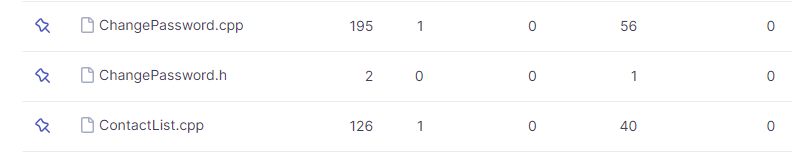 ChangePassword.cpp 195 1 0 56 0
ChangePassword.h 2 0 0 1 0
ContactList.cpp 126 1 0 40 0